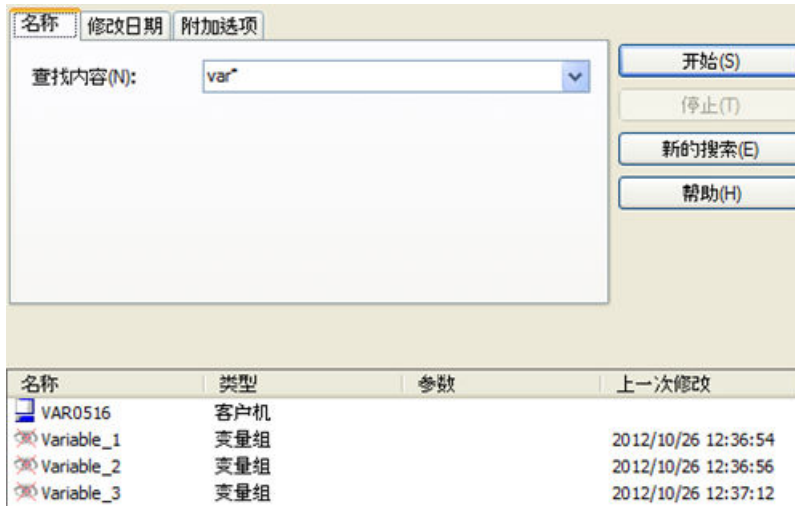 名称 修改日期 附加选项
查找内容(N): var*
开始(S)
停止(T)
新的搜索(E)
帮助(H)
名称 类型 参数 上一次修改
VAR0516 客户机
Variable_1 变量组 2012/10/26 12:36:54
Variable_2 变量组 2012/10/26 12:36:56
Variable_3 变量组 2012/10/26 12:37:12